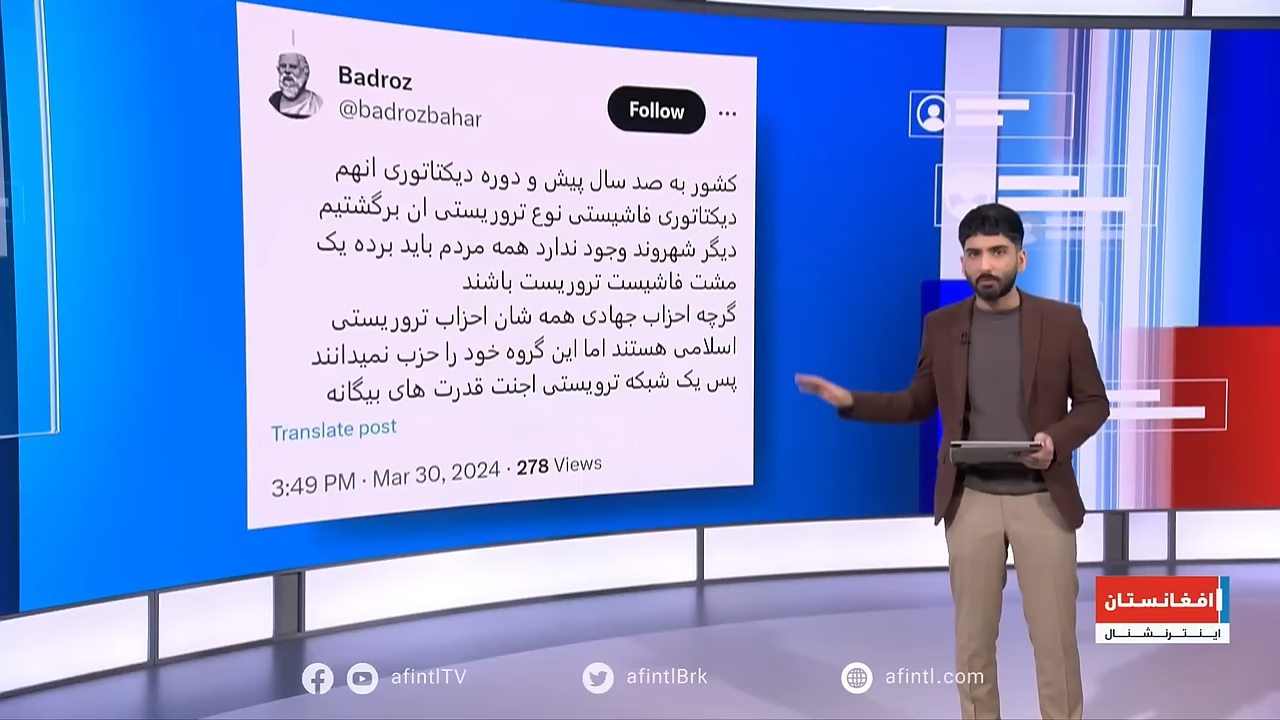 Badroz
@badrozbahar
Follow
کشور به صد سال پیش و دوره دیکتاتوری انهم
دیکتاتوری فاشیستی نوع تروریستی ان برگشتیم
دیگر شهروند وجود ندارد همه مردم باید برده یک
مشت فاشیست تروریست باشند
گرچه احزاب جهادی همه شان احزاب تروریستی
اسلامی هستند اما این گروه خود را حزب نمیدانند
پس یک شبکه ترویستی اجنت قدرت های بیگانه
Translate post
3:49 PM · Mar 30, 2024 · 278 Views
افغانستان
اینترنشنال
afintlTV
afintlBrk
afintl.com